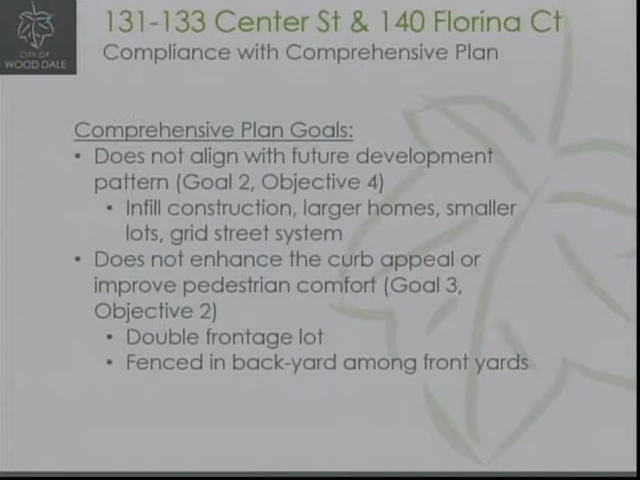 CITY OF
WOOD DALE
131-133 Center St & 140 Florina Ct
Compliance with Comprehensive Plan
Comprehensive Plan Goals:
• Does not align with future development
pattern (Goal 2, Objective 4)
• Infill construction, larger homes, smaller
lots, grid street system
• Does not enhance the curb appeal or
improve pedestrian comfort (Goal 3,
Objective 2)
• Double frontage lot
• Fenced in back-yard among front yards